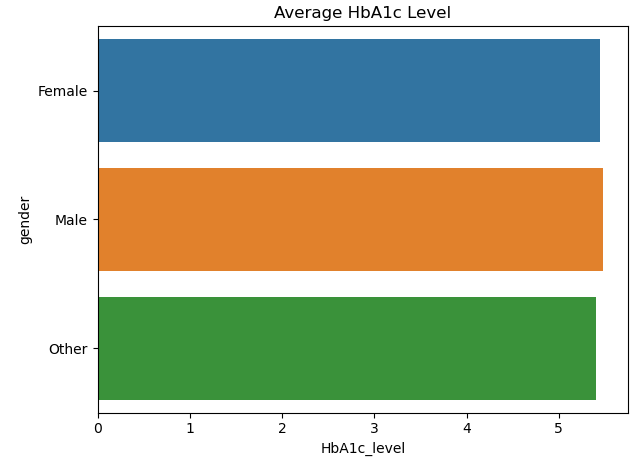 Average HbA1c Level
Female
Male
Other
gender
0 1 2 3 4 5
HbA1c_level